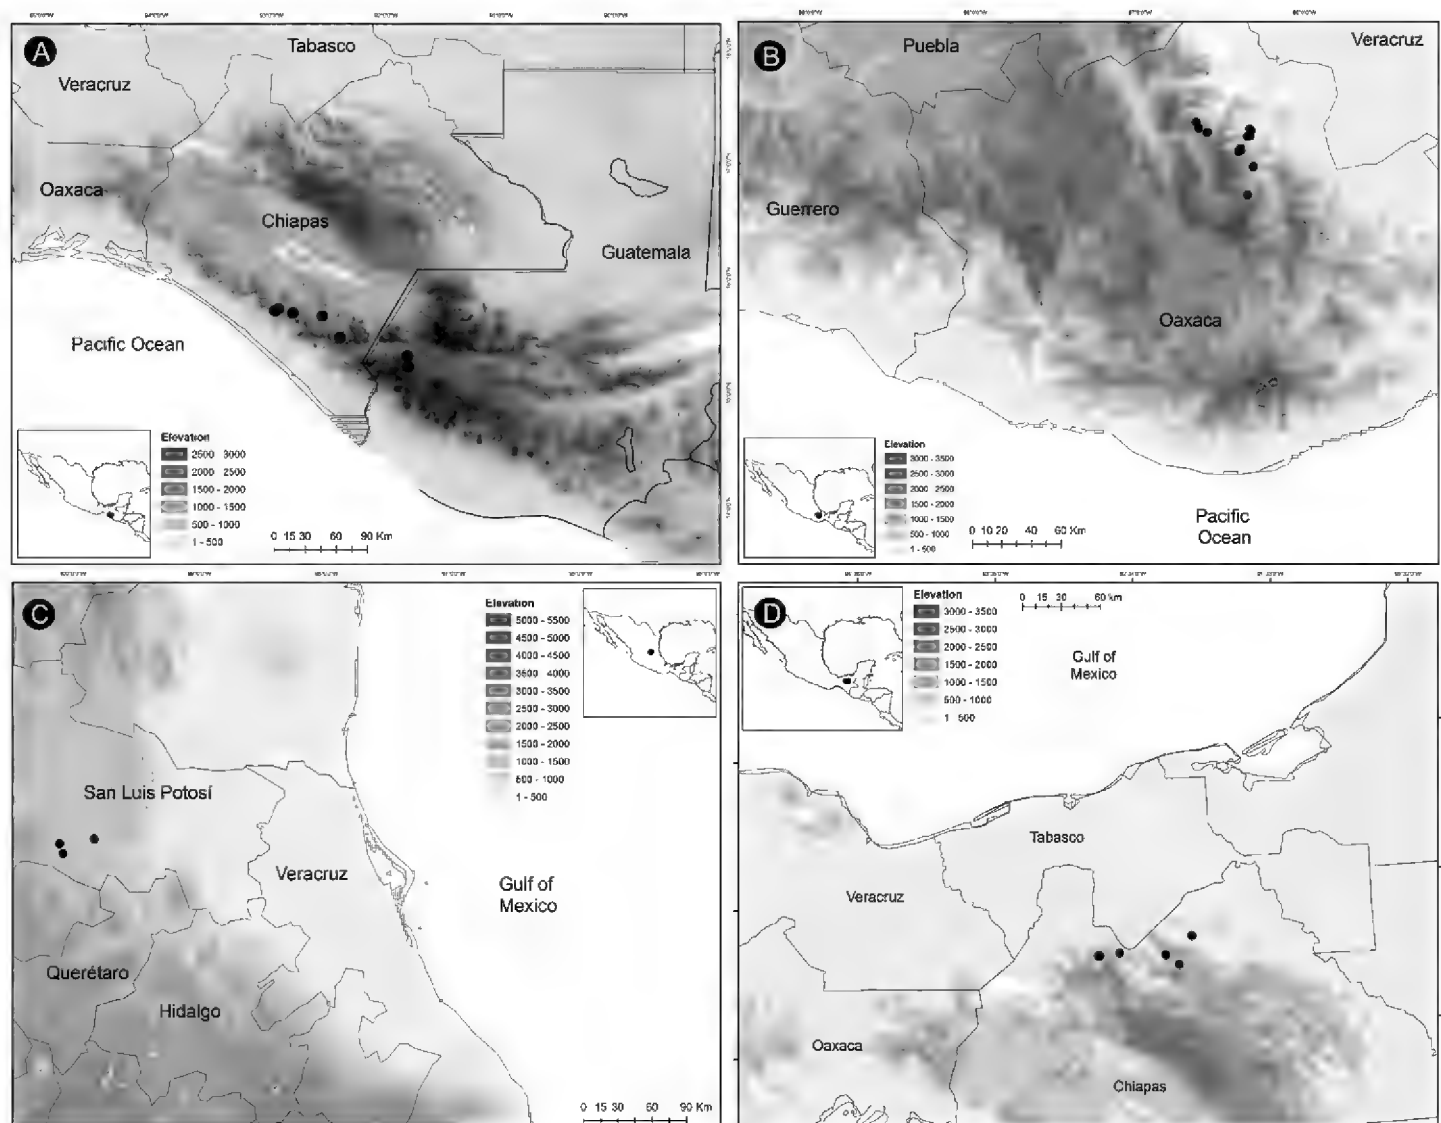 A
Tabasco
Veracruz
Oaxaca
Chiapas
Guatemala
Pacific Ocean
Elevation
2500 - 3000
2000 - 2500
1500 - 2000
1000 - 1500
500 - 1000
1 - 500
0 15 30 60 90 Km
B
Puebla
Veracruz
Guerrero
Oaxaca
Elevation
3000 - 3500
2500 - 3000
2000 - 2500
1500 - 2000
1000 - 1500
500 - 1000
1 - 500
0 10 20 40 60 Km
Pacific
Ocean
C
Elevation
5000 - 5500
4500 - 5000
4000 - 4500
3500 - 4000
3000 - 3500
2500 - 3000
2000 - 2500
1500 - 2000
1000 - 1500
500 - 1000
1 - 500
San Luis Potosí
Veracruz
Gulf of
Mexico
Querétaro
Hidalgo
0 15 30 60 90 Km
D
Elevation
3000 - 3500
2500 - 3000
2000 - 2500
1500 - 2000
1000 - 1500
500 - 1000
1 - 500
0 15 30 60 km
Gulf of
Mexico
Tabasco
Veracruz
Oaxaca
Chiapas